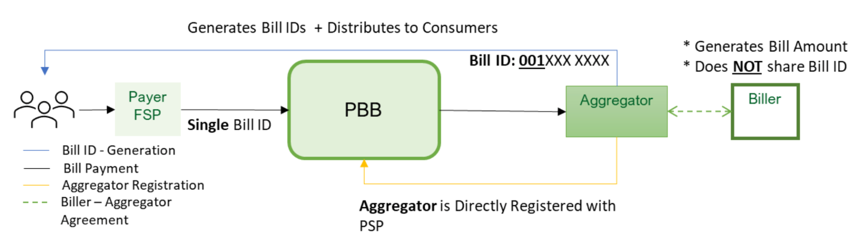 Generates Bill IDs + Distributes to Consumers
Bill ID: 001XXX XXXX
* Generates Bill Amount
* Does NOT share Bill ID
Payer
FSP
Single Bill ID
PBB
Aggregator
Biller
Bill ID - Generation
Bill Payment
Aggregator Registration
Biller – Aggregator
Agreement
Aggregator is Directly Registered with
PSP